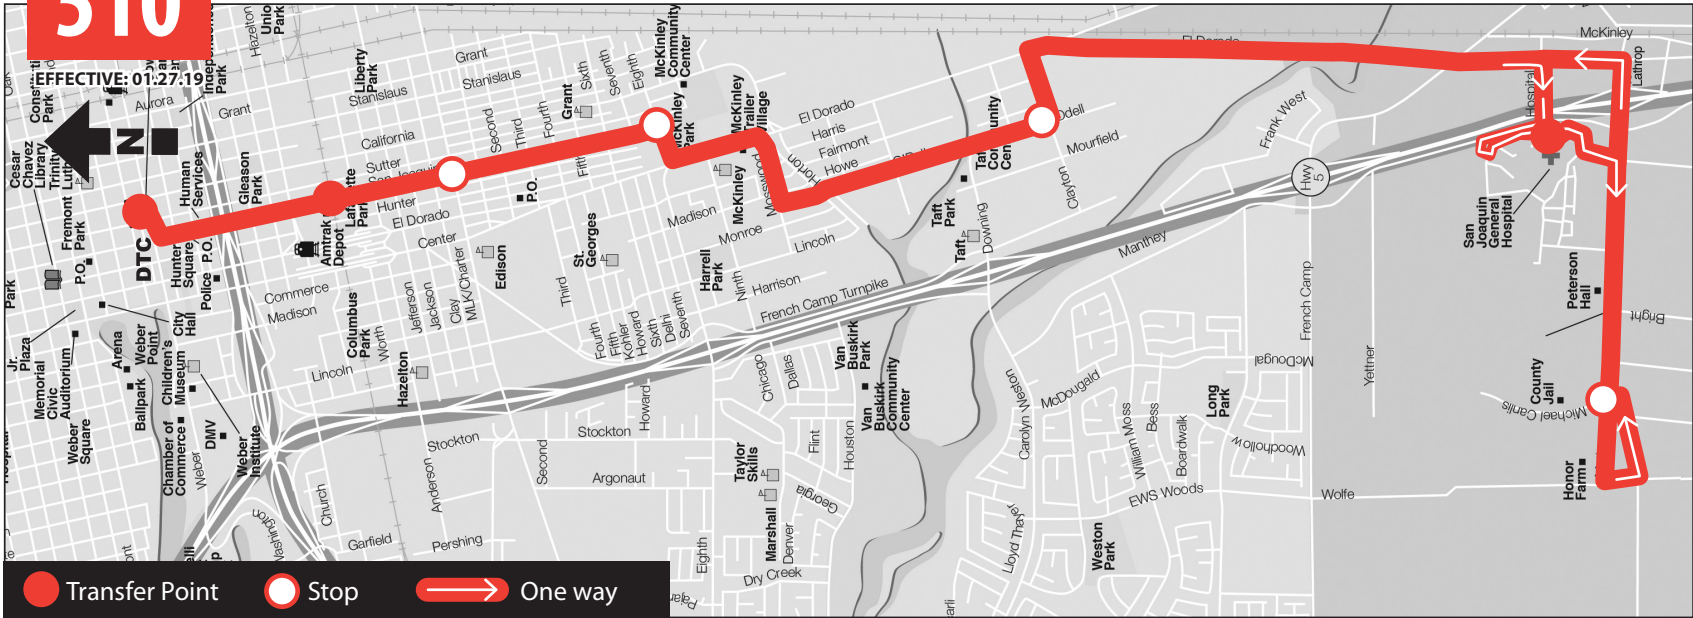 510
EFFECTIVE: 01.27.19
N
Aurora
Grant
Hazelton
Park
Liberty
Park
Stanislaus
California
Sutter
Grant
Stanislaus
Second
Third
Fourth
Grant
Sixth
Seventh
Eighth
McKinley
Community
Center
McKinley
Park
McKinley
Trailer
Village
El Dorado
Harris
Fairmont
Howe
Horton
Mosswood
McKinley
Odell
Mourfield
Clayton
Frank West
Hwy
5
McKinley
Lathrop
Hospital
Cesar
Chavez
Library
Fremont
Park
P.O.
DTC
Human
Services
Gleason
Park
Hunter
Square
P.O.
Police
Amtrak
Depot
Hunter
El Dorado
Center
P.O.
Edison
St.
Georges
Madison
Monroe
Lincoln
Harrell
Park
Ninth
Harrison
French Camp Turnpike
Taft
Park
Taft
Downing
Manthey
French Camp
San
Joaquin
General
Hospital
Peterson
Hall
Bright
Park
Jr.
Plaza
Memorial
Civic
Auditorium
Weber
Square
Arena
Ballpark
Weber
Point
City
Hall
Children's
Museum
Chamber of
Commerce
DMV
Weber
Weber
Institute
Commerce
Madison
Lincoln
Columbus
Park
Worth
Hazelton
Jefferson
Jackson
Clay
MLK/Charter
Third
Fourth
Fifth
Kohler
Howard
Sixth
Delhi
Seventh
Stockton
Stockton
Second
Howard
Argonaut
Anderson
Church
Washington
Garfield
Pershing
Eighth
Chicago
Dallas
Van
Buskirk
Park
Van
Buskirk
Community
Center
Flint
Houston
Taylor
Skills
Georgia
Marshall
Denver
Dry Creek
Carolyn Weston
McDougald
William Moss
Bess
Boardwalk
Long
Park
McDougal
Woodhollow
EWS Woods
Wolfe
Lloyd Thayer
Weston
Park
Yettner
County
Jail
Michael Canlis
Honor
Farm
Transfer Point
Stop
One way